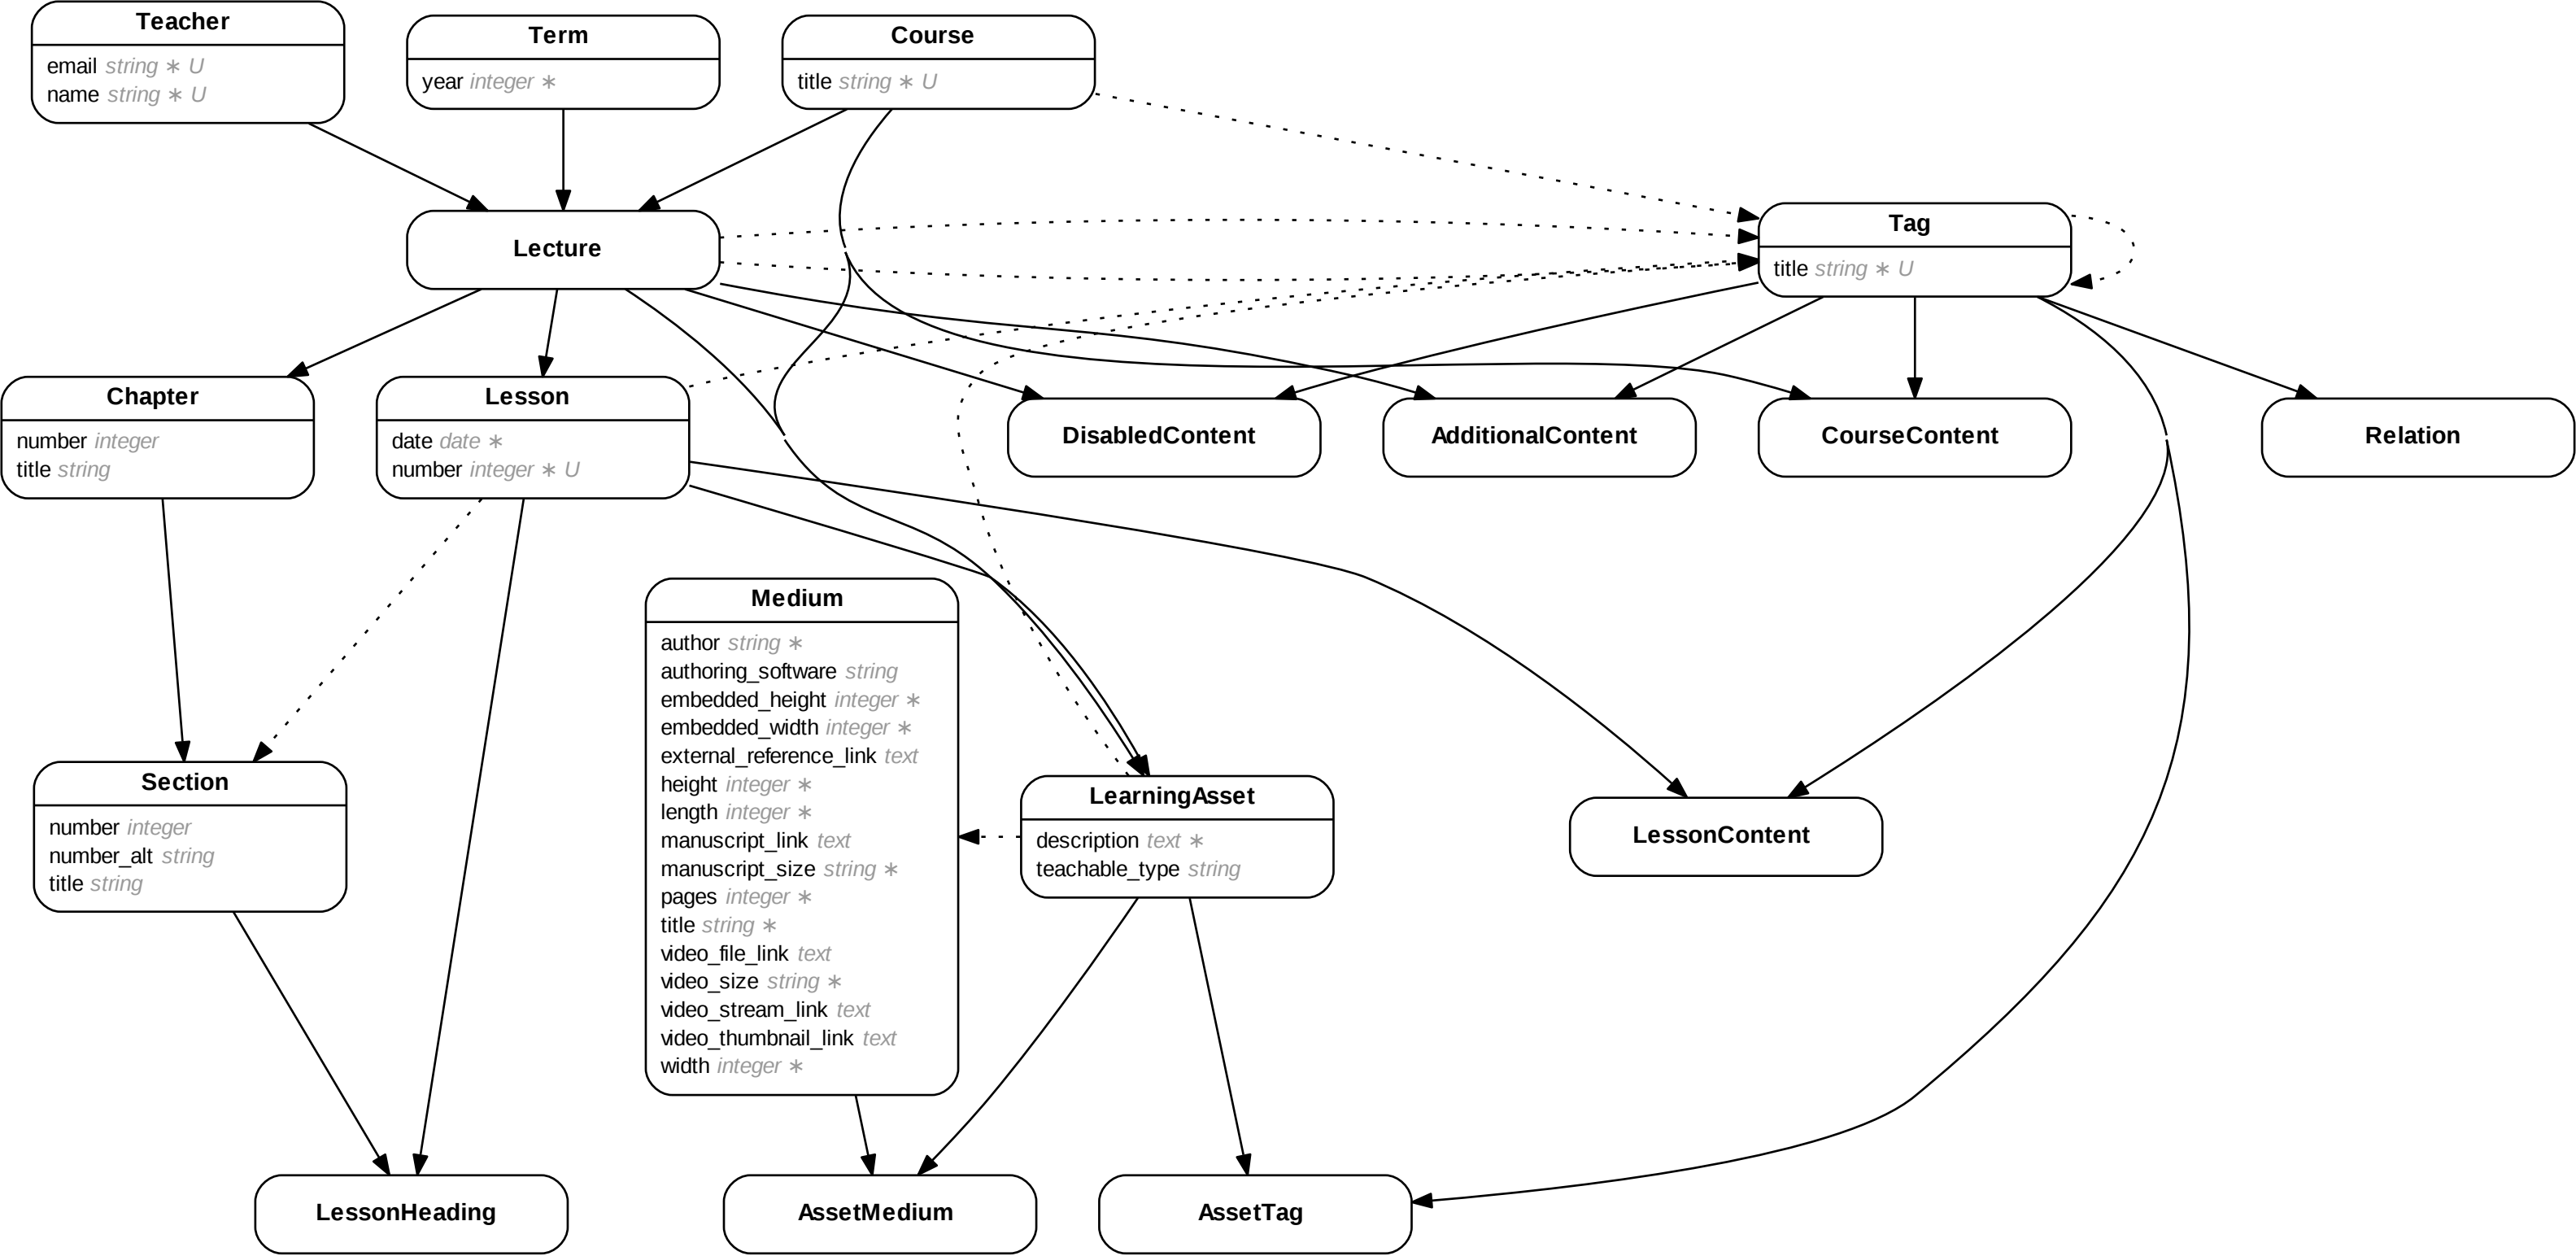 Teacher
email string ∗ U
name string ∗ U
Term
year integer ∗
Course
title string ∗ U
Lecture
Tag
title string ∗ U
Chapter
number integer
title string
Lesson
date date ∗
number integer ∗ U
DisabledContent
AdditionalContent
CourseContent
Relation
Medium
author string ∗
authoring_software string
embedded_height integer ∗
embedded_width integer ∗
external_reference_link text
height integer ∗
length integer ∗
manuscript_link text
manuscript_size string ∗
pages integer ∗
title string ∗
video_file_link text
video_size string ∗
video_stream_link text
video_thumbnail_link text
width integer ∗
Section
number integer
number_alt string
title string
LearningAsset
description text ∗
teachable_type string
LessonContent
LessonHeading
AssetMedium
AssetTag